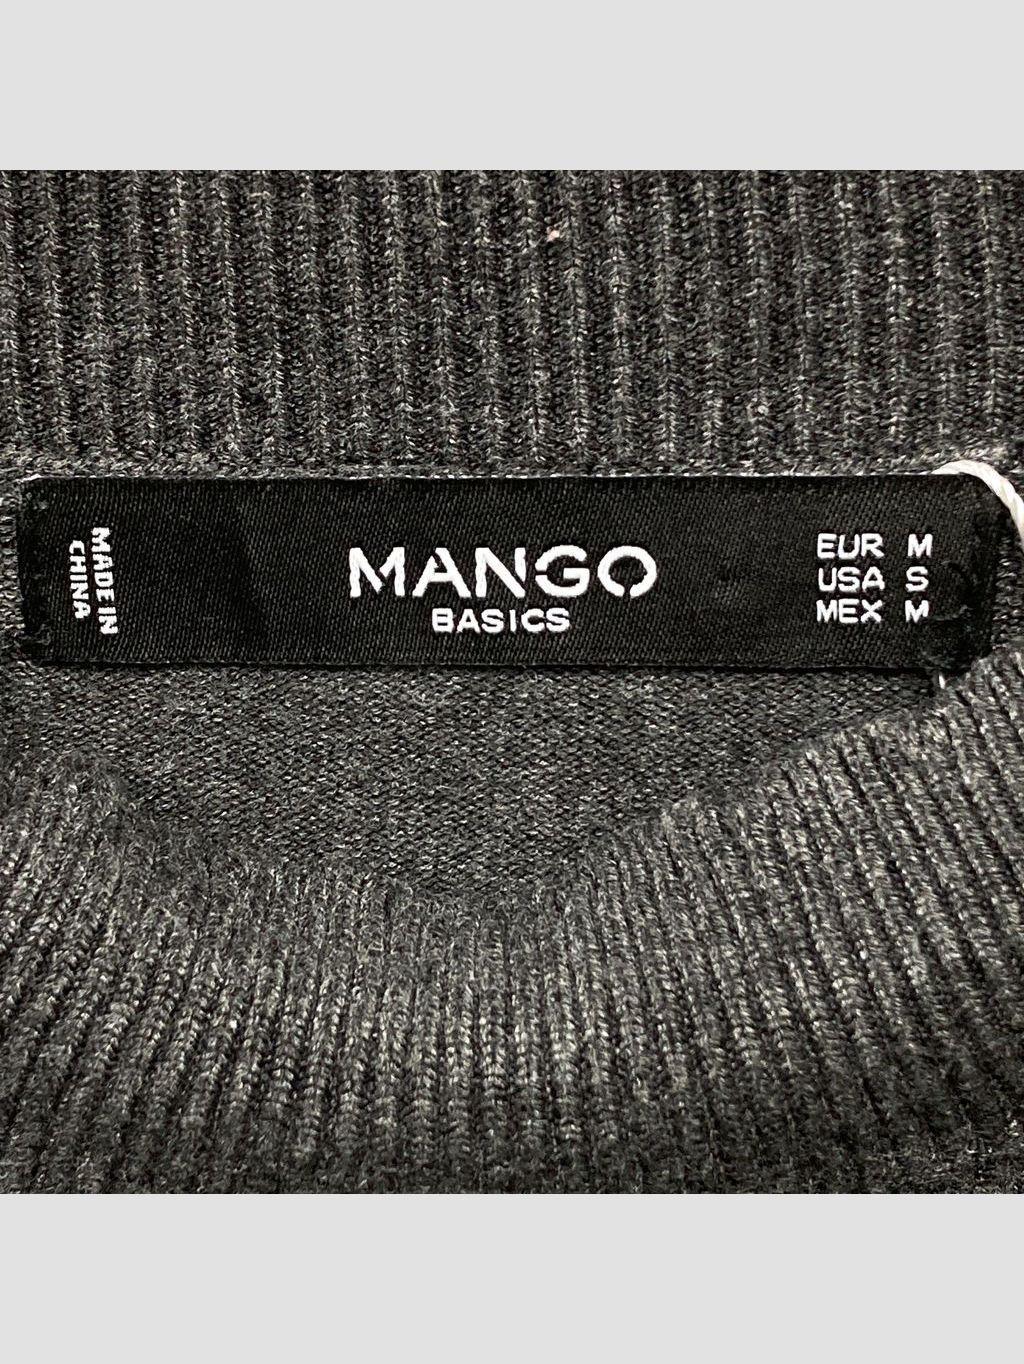 MADE IN
CHINA
MANGO
BASICS
EUR M
USA S
MEX M